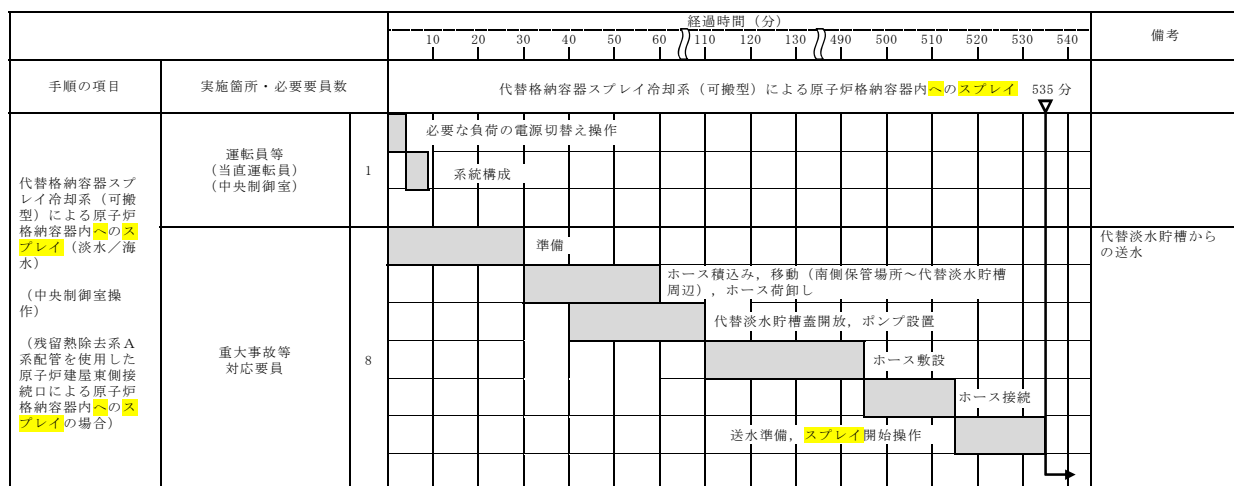 経過時間（分）
10 20 30 40 50 60 110 120 130 490 500 510 520 530 540
備考
手順の項目
実施箇所・必要要員数
代替格納容器スプレイ冷却系（可搬型）による原子炉格納容器内へのスプレイ 535 分
代替格納容器スプ
レイ冷却系（可搬
型）による原子炉
格納容器内へのス
プレイ（淡水／海
水）
（中央制御室操
作）
（残留熱除去系Ａ
系配管を使用した
原子炉建屋東側接
続口による原子炉
格納容器内へのス
プレイの場合）
運転員等
（当直運転員）
（中央制御室）
1
必要な負荷の電源切替え操作
系統構成
重大事故等
対応要員
8
準備
ホース積込み，移動（南側保管場所～代替淡水貯槽
周辺），ホース荷卸し
代替淡水貯槽蓋開放，ポンプ設置
ホース敷設
ホース接続
送水準備，スプレイ開始操作
代替淡水貯槽から
の送水